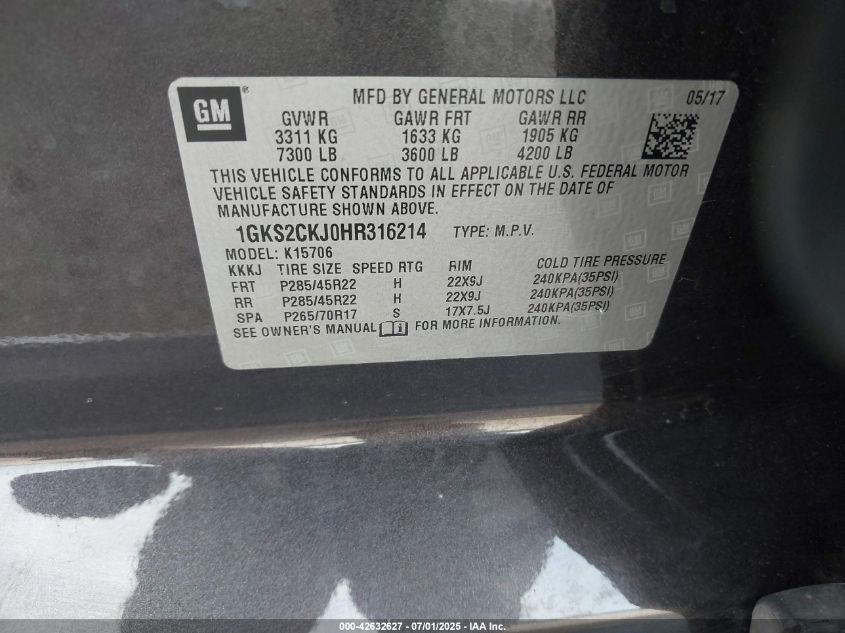 GM ® MFD BY GENERAL MOTORS LLC 05/17
GVWR GAWR FRT GAWR RR
3311 KG 1633 KG 1905 KG
7300 LB 3600 LB 4200 LB
THIS VEHICLE CONFORMS TO ALL APPLICABLE U.S. FEDERAL MOTOR
VEHICLE SAFETY STANDARDS IN EFFECT ON THE DATE OF
MANUFACTURE SHOWN ABOVE.
1GKS2CKJ0HR316214 TYPE: M.P.V.
MODEL: K15706
KKKJ TIRE SIZE SPEED RTG RIM COLD TIRE PRESSURE
FRT P285/45R22 H 22X9J 240KPA(35PSI)
RR P285/45R22 H 22X9J 240KPA(35PSI)
SPA P265/70R17 S 17X7.5J 240KPA(35PSI)
SEE OWNER'S MANUAL FOR MORE INFORMATION.
000-42632627 - 07/01/2025 - IAA Inc.